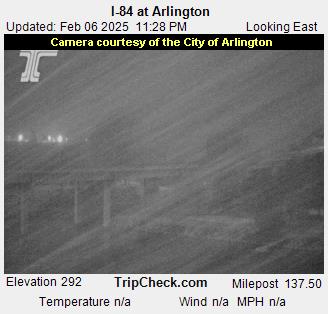 I-84 at Arlington
Updated: Feb 06 2025 11:28 PM Looking East
Camera courtesy of the City of Arlington
Elevation 292 TripCheck.com Milepost 137.50
Temperature n/a Wind n/a MPH n/a